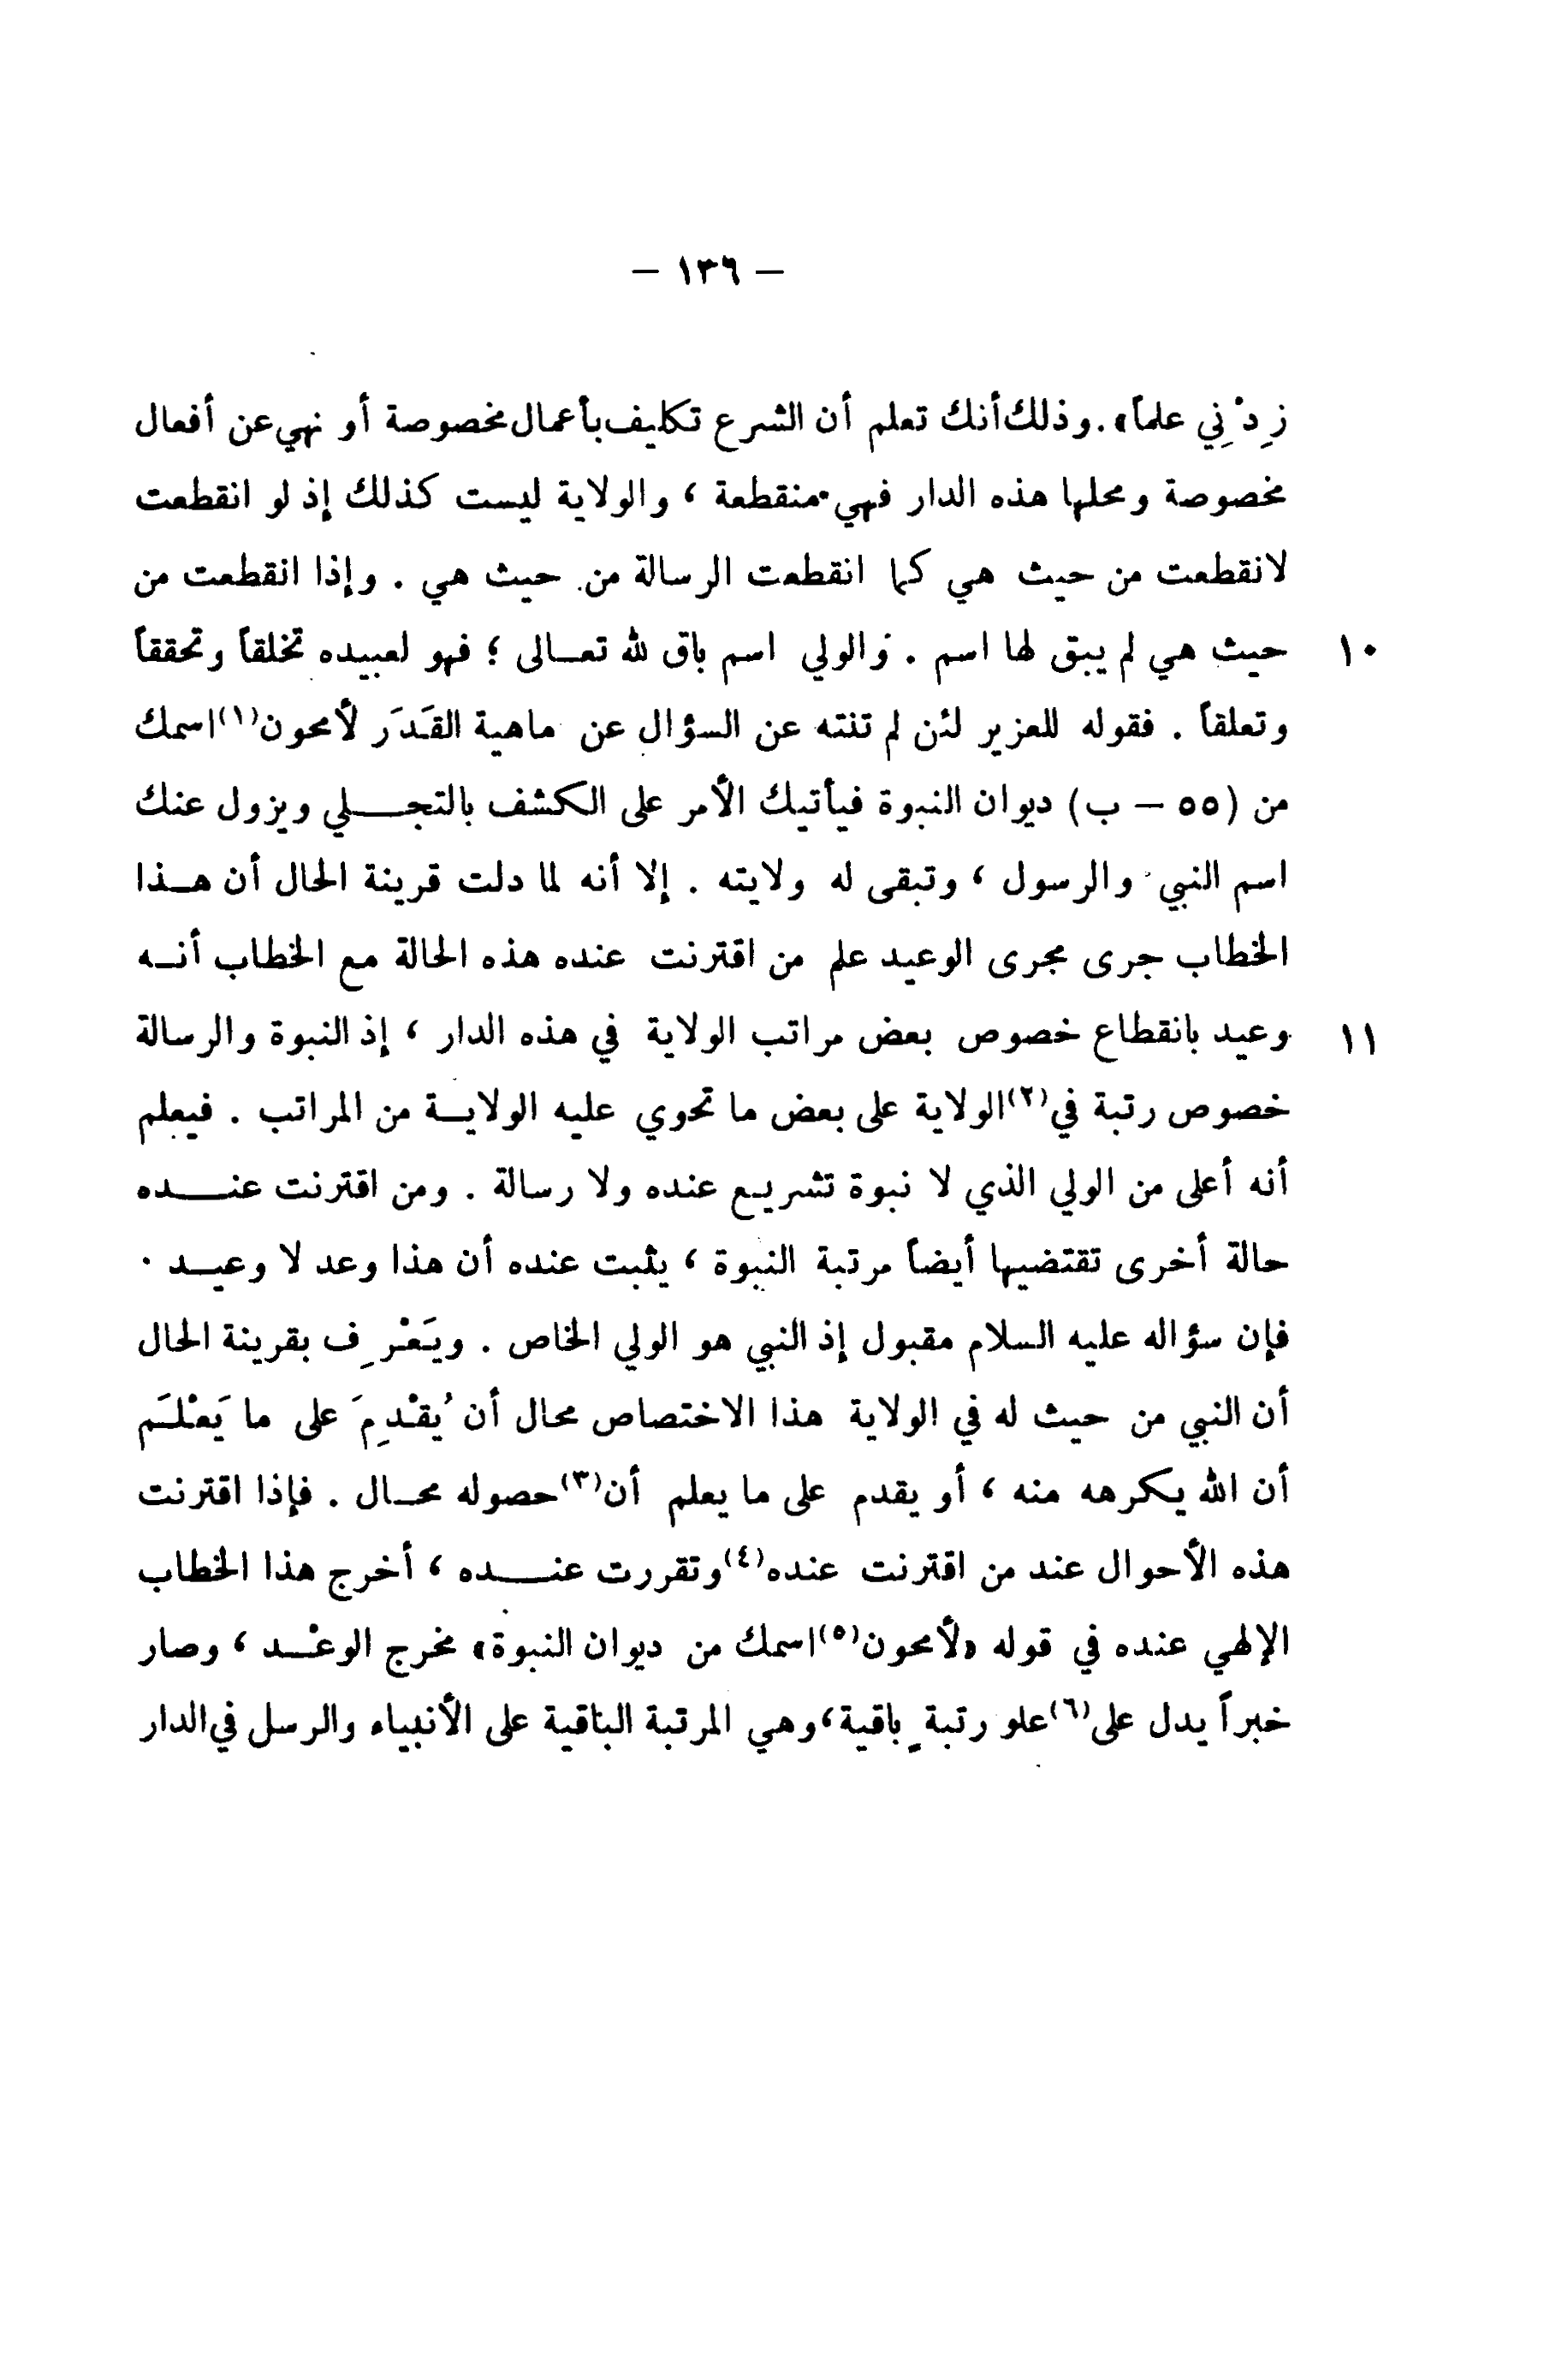 – ١٣٦ –
زِدْنِي علماً» . وذلك أنك تعلم أن الشرع تكليف بأعمال مخصوصة أو نهي عن أفعال
مخصوصة ومحلها هذه الدار فهي منقطعة ، والولاية ليست كذلك إذ لو انقطعت
لانقطعت من حيث هي كما انقطعت الرسالة من حيث هي . وإذا انقطعت من
١٠ حيث هي لم يبق لها اسم . والولي اسم باق لله تعالى ؛ فهو لعبيده تخلقاً وتحققاً
وتعلقاً . فقوله للعزير لئن لم تنته عن السؤال عن ماهية القَدَر لأمحون(١) اسمك
من (٥٥ – ب) ديوان النبوة فيأتيك الأمر على الكشف بالتجلي ويزول عنك
اسم النبي والرسول ، وتبقى له ولايته . إلا أنه لما دلت قرينة الحال أن هذا
الخطاب جرى مجرى الوعيد علم من اقترنت عنده هذه الحالة مع الخطاب أنه
١١ وعيد بانقطاع خصوص بعض مراتب الولاية في هذه الدار ، إذ النبوة والرسالة
خصوص رتبة في(٢) الولاية على بعض ما تحوي عليه الولاية من المراتب . فيعلم
أنه أعلى من الولي الذي لا نبوة تشريع عنده ولا رسالة . ومن اقترنت عنده
حالة أخرى تقتضيها أيضاً مرتبة النبوة ، يثبت عنده أن هذا وعد لا وعيد .
فإن سؤاله عليه السلام مقبول إذ النبي هو الولي الخاص . ويَعْرِف بقرينة الحال
أن النبي من حيث له في الولاية هذا الاختصاص محال أن يُقْدِمَ على ما يَعْلَم
أن الله يكرهه منه ، أو يقدم على ما يعلم أن(٣) حصوله محال . فإذا اقترنت
هذه الأحوال عند من اقترنت عنده(٤) وتقررت عنده ، أخرج هذا الخطاب
الإلهي عنده في قوله «لأمحون(٥) اسمك من ديوان النبوة» مخرج الوعْد ، وصار
خبراً يدل على(٦) علو رتبةٍ باقية ، وهي المرتبة الباقية على الأنبياء والرسل في الدار